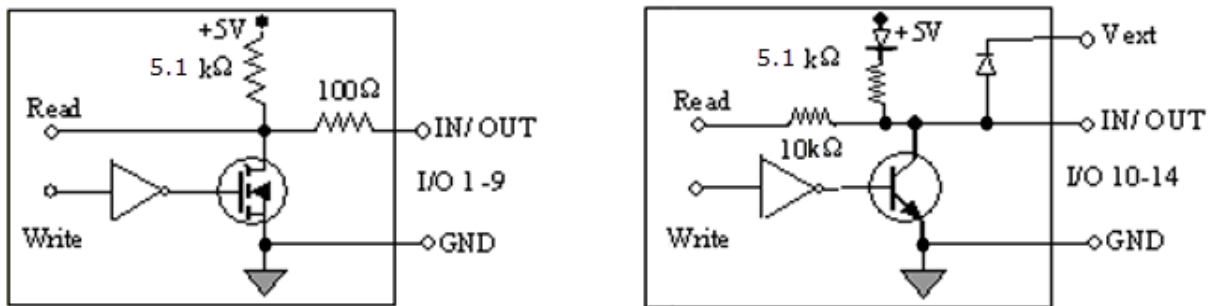 +5V
5.1 kΩ
100Ω
Read
IN/OUT
I/O 1-9
Write
GND
+5V
Vext
5.1 kΩ
Read
IN/OUT
10kΩ
I/O 10-14
Write
GND